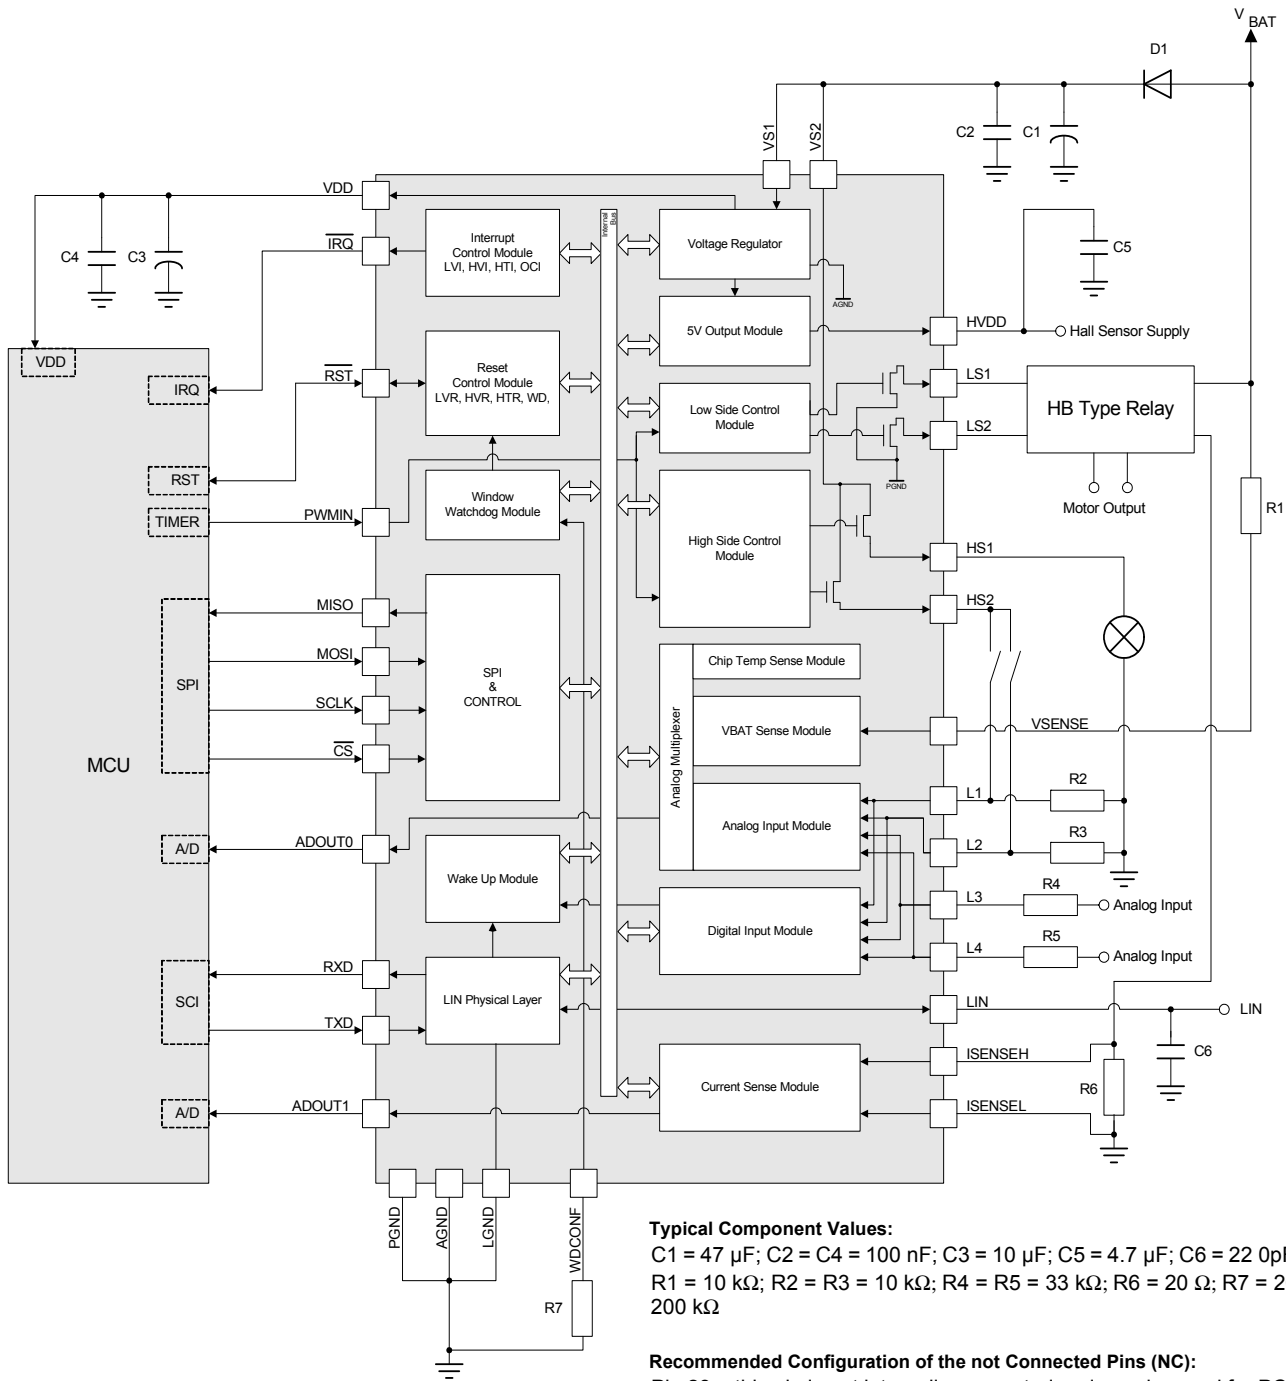 V BAT
D1
VS1
VS2
C2
C1
VDD
IRQ
C4
C3
Interrupt
Control Module
LVI, HVI, HTI, OCI
Internal
Bus
Voltage Regulator
AGND
C5
5V Output Module
HVDD
Hall Sensor Supply
VDD
IRQ
RST
Reset
Control Module
LVR, HVR, HTR, WD,
Low Side Control
Module
LS1
LS2
HB Type Relay
PGND
Motor Output
R1
RST
TIMER
PWMIN
Window
Watchdog Module
High Side Control
Module
HS1
HS2
MISO
MOSI
SCLK
CS
SPI
SPI
&
CONTROL
MCU
Analog Multiplexer
Chip Temp Sense Module
VBAT Sense Module
VSENSE
Analog Input Module
L1
R2
L2
R3
A/D
ADOUT0
Wake Up Module
Digital Input Module
L3
R4
Analog Input
L4
R5
Analog Input
SCI
RXD
TXD
LIN Physical Layer
LIN
LIN
C6
ISENSEH
R6
Current Sense Module
ISENSEL
A/D
ADOUT1
PGND
AGND
LGND
WDCONF
R7
Typical Component Values:
C1 = 47 µF; C2 = C4 = 100 nF; C3 = 10 µF; C5 = 4.7 µF; C6 = 22 0p
R1 = 10 kΩ; R2 = R3 = 10 kΩ; R4 = R5 = 33 kΩ; R6 = 20 Ω; R7 = 2
200 kΩ
Recommended Configuration of the not Connected Pins (NC):